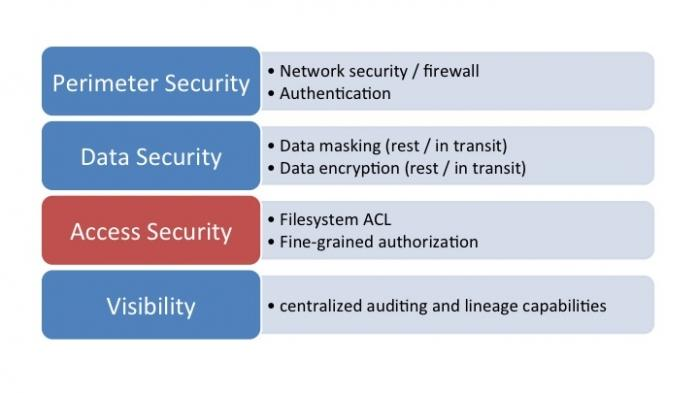 Perimeter Security
• Network security / firewall
• Authentication
Data Security
• Data masking (rest / in transit)
• Data encryption (rest / in transit)
Access Security
• Filesystem ACL
• Fine-grained authorization
Visibility
• centralized auditing and lineage capabilities